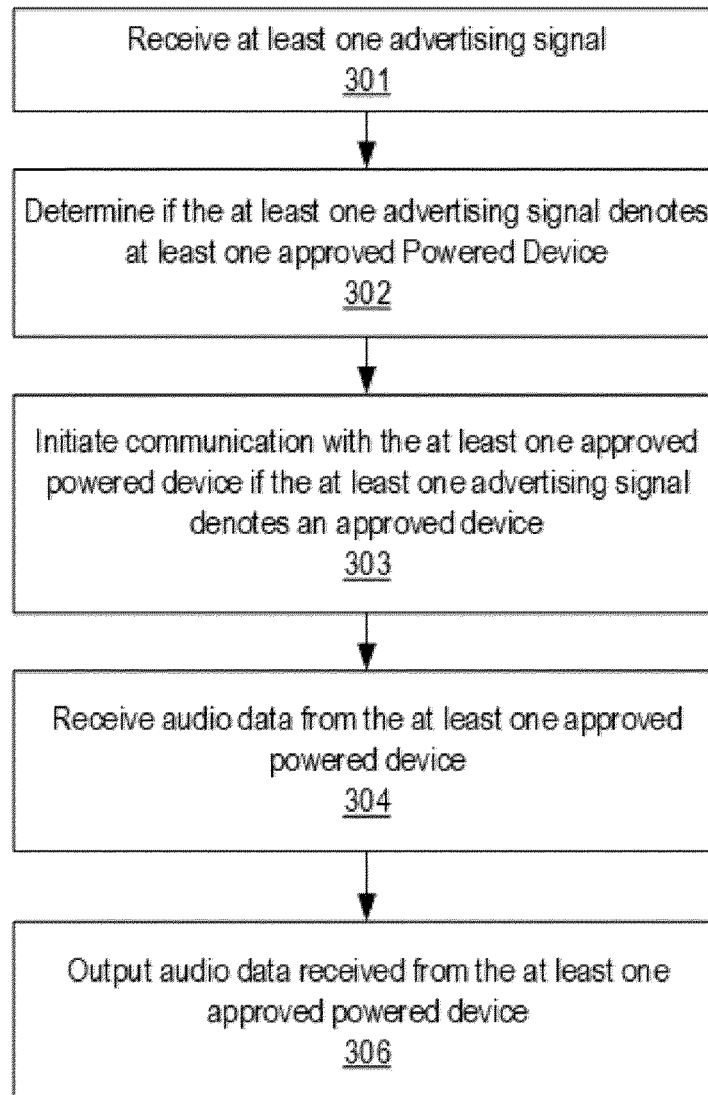 Receive at least one advertising signal
301
Determine if the at least one advertising signal denotes
at least one approved Powered Device
302
Initiate communication with the at least one approved
powered device if the at least one advertising signal
denotes an approved device
303
Receive audio data from the at least one approved
powered device
304
Output audio data received from the at least one
approved powered device
306